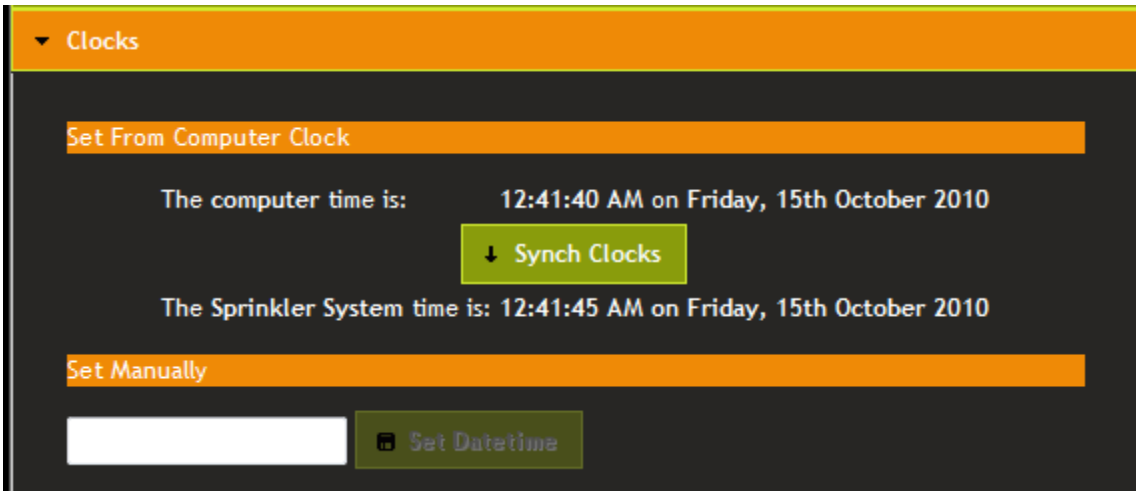 Clocks
Set From Computer Clock
The computer time is: 12:41:40 AM on Friday, 15th October 2010
Synch Clocks
The Sprinkler System time is: 12:41:45 AM on Friday, 15th October 2010
Set Manually
Set Datetime